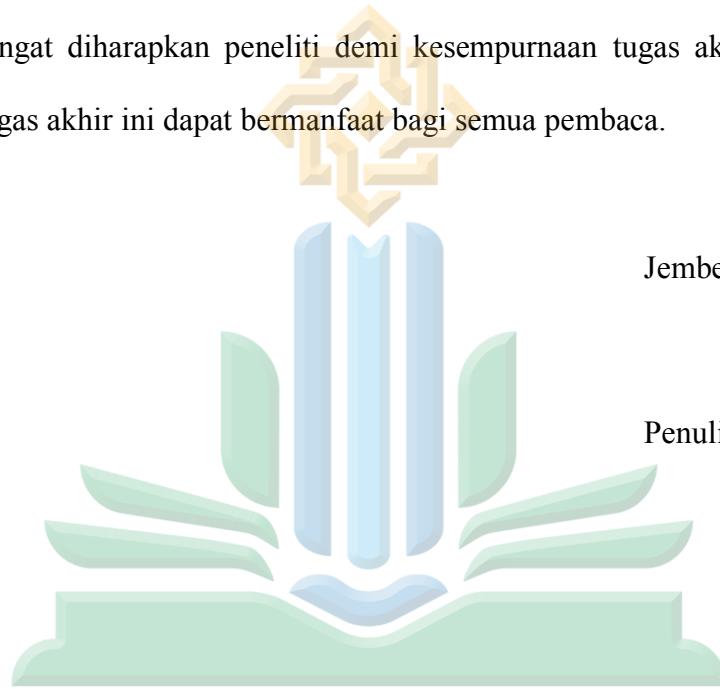 ngat diharapkan peneliti demi kesempurnaan tugas ak
gas akhir ini dapat bermanfaat bagi semua pembaca.
Jembe
Penuli